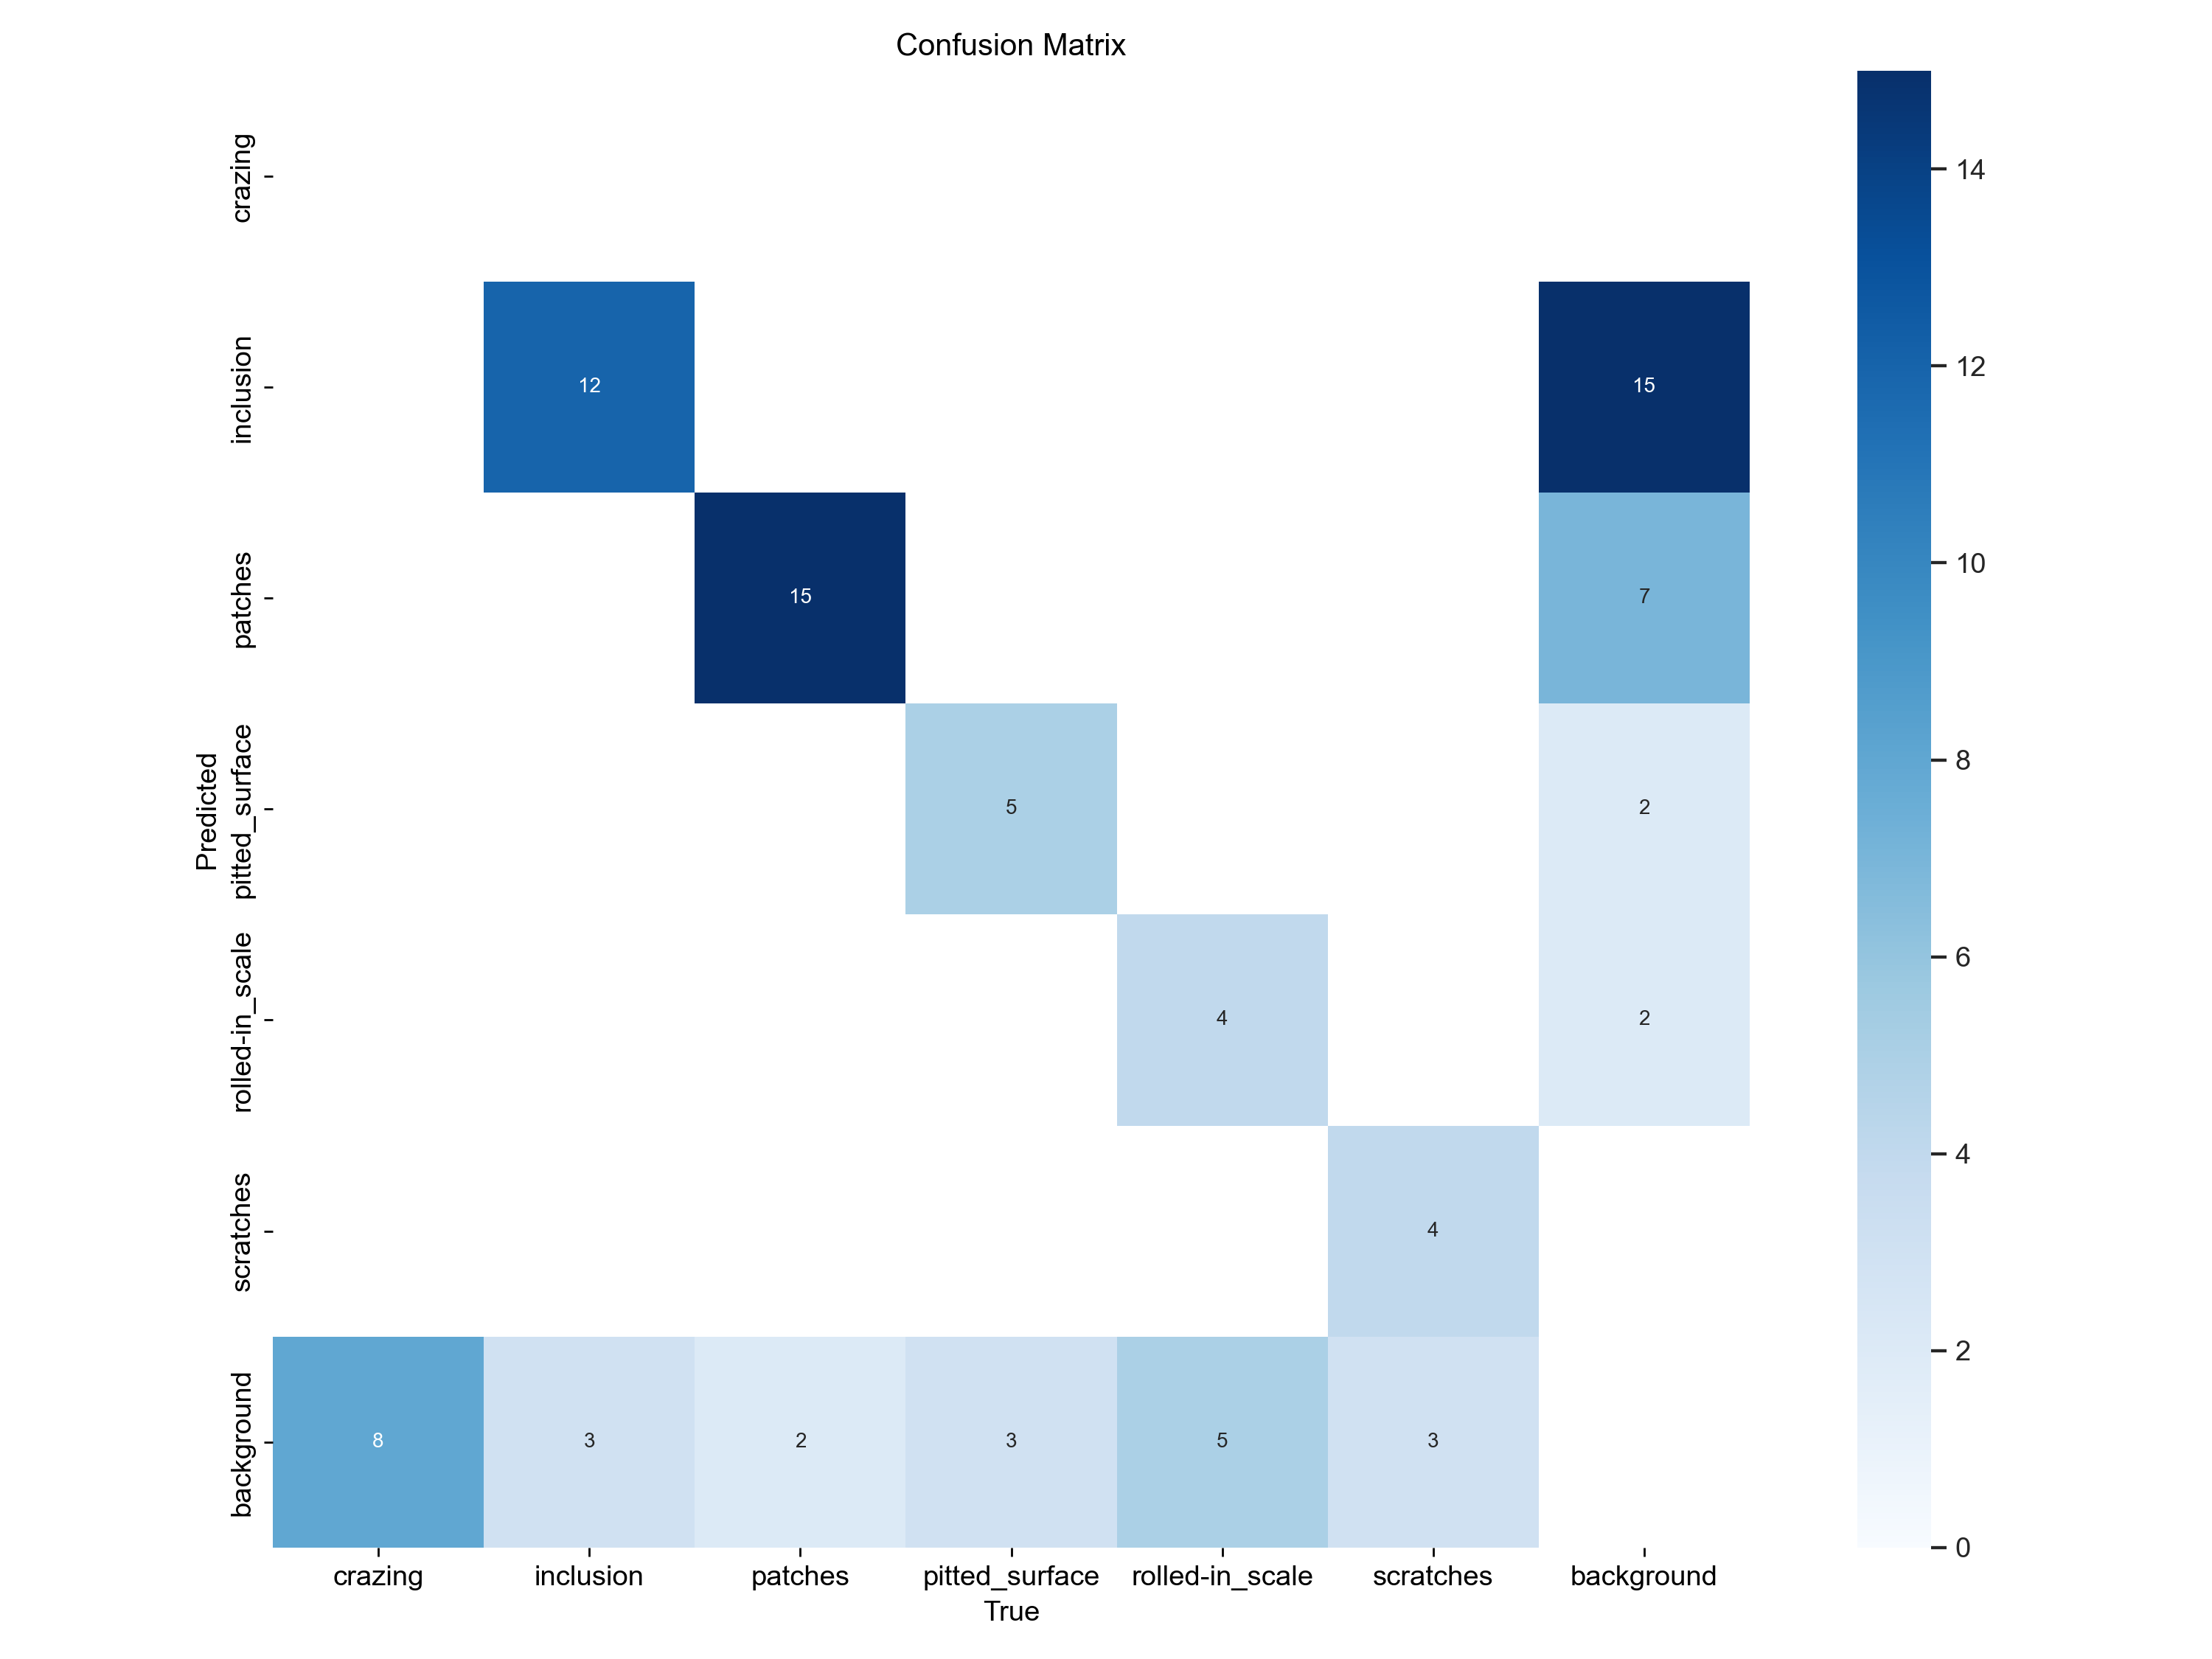 Confusion Matrix
crazing
inclusion
12
15
patches
15
7
pitted_surface
5
2
rolled-in_scale
4
2
scratches
4
background
8
3
2
3
5
3
Predicted
crazing
inclusion
patches
pitted_surface
rolled-in_scale
scratches
background
True
14
12
10
8
6
4
2
0